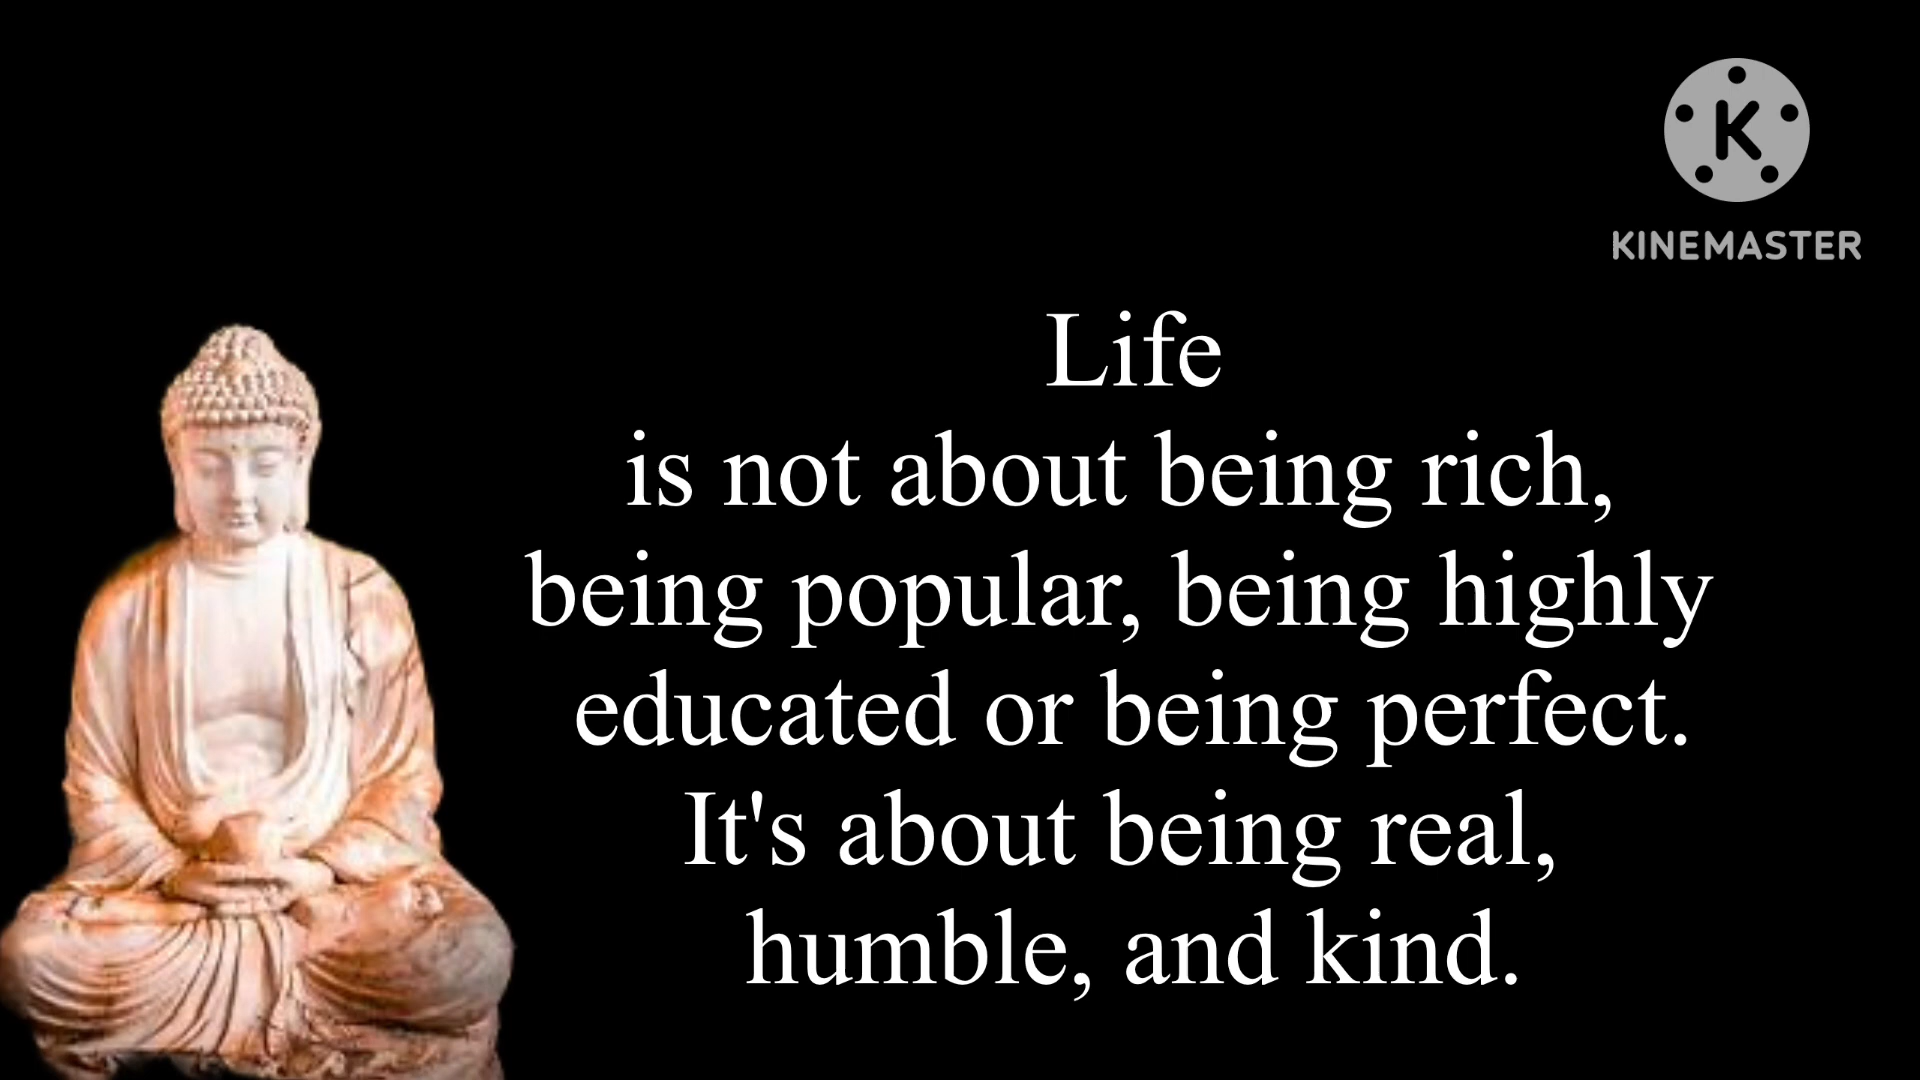 K
KINEMASTER
Life
is not about being rich,
being popular, being highly
educated or being perfect.
It's about being real,
humble, and kind.